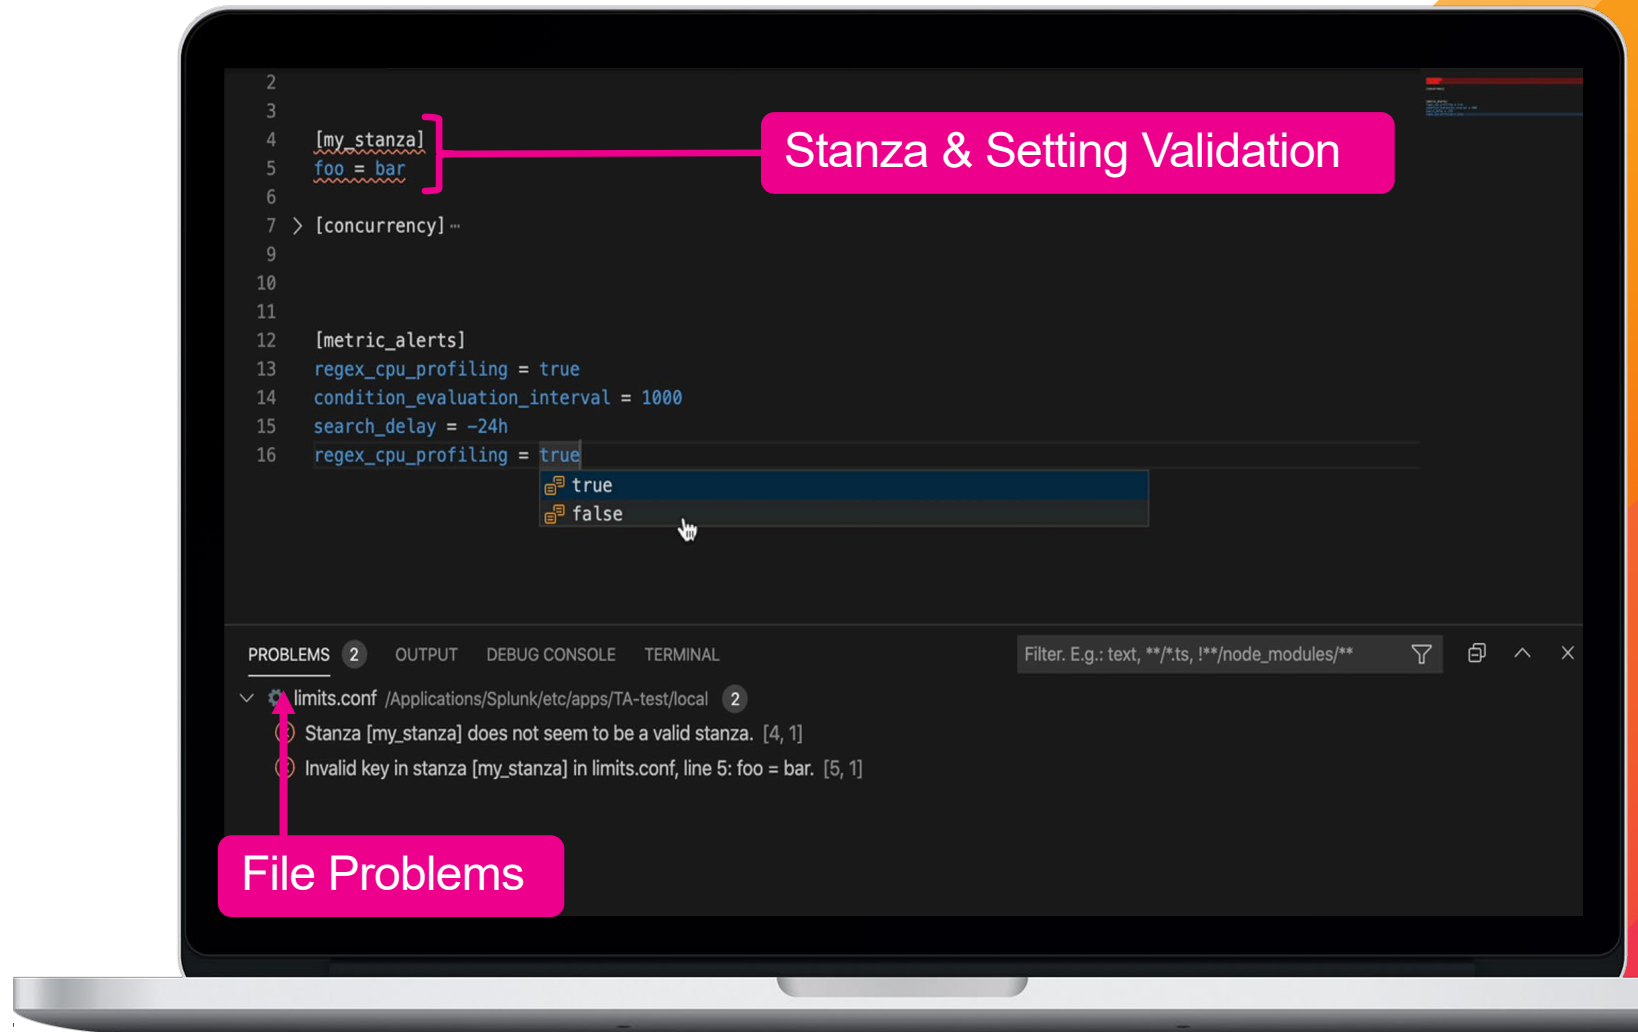 2
3
4 [my_stanza]
Stanza & Setting Validation
5 foo = bar
6
7 [concurrency]…
9
10
11
12 [metric_alerts]
13 regex_cpu_profiling = true
14 condition_evaluation_interval = 1000
15 search_delay = -24h
16 regex_cpu_profiling = true
true
false
PROBLEMS 2 OUTPUT DEBUG CONSOLE TERMINAL Filter. E.g.: text, **/*.ts, !**/node_modules/**
limits.conf /Applications/Splunk/etc/apps/TA-test/local 2
Stanza [my_stanza] does not seem to be a valid stanza. [4, 1]
Invalid key in stanza [my_stanza] in limits.conf, line 5: foo = bar. [5, 1]
File Problems